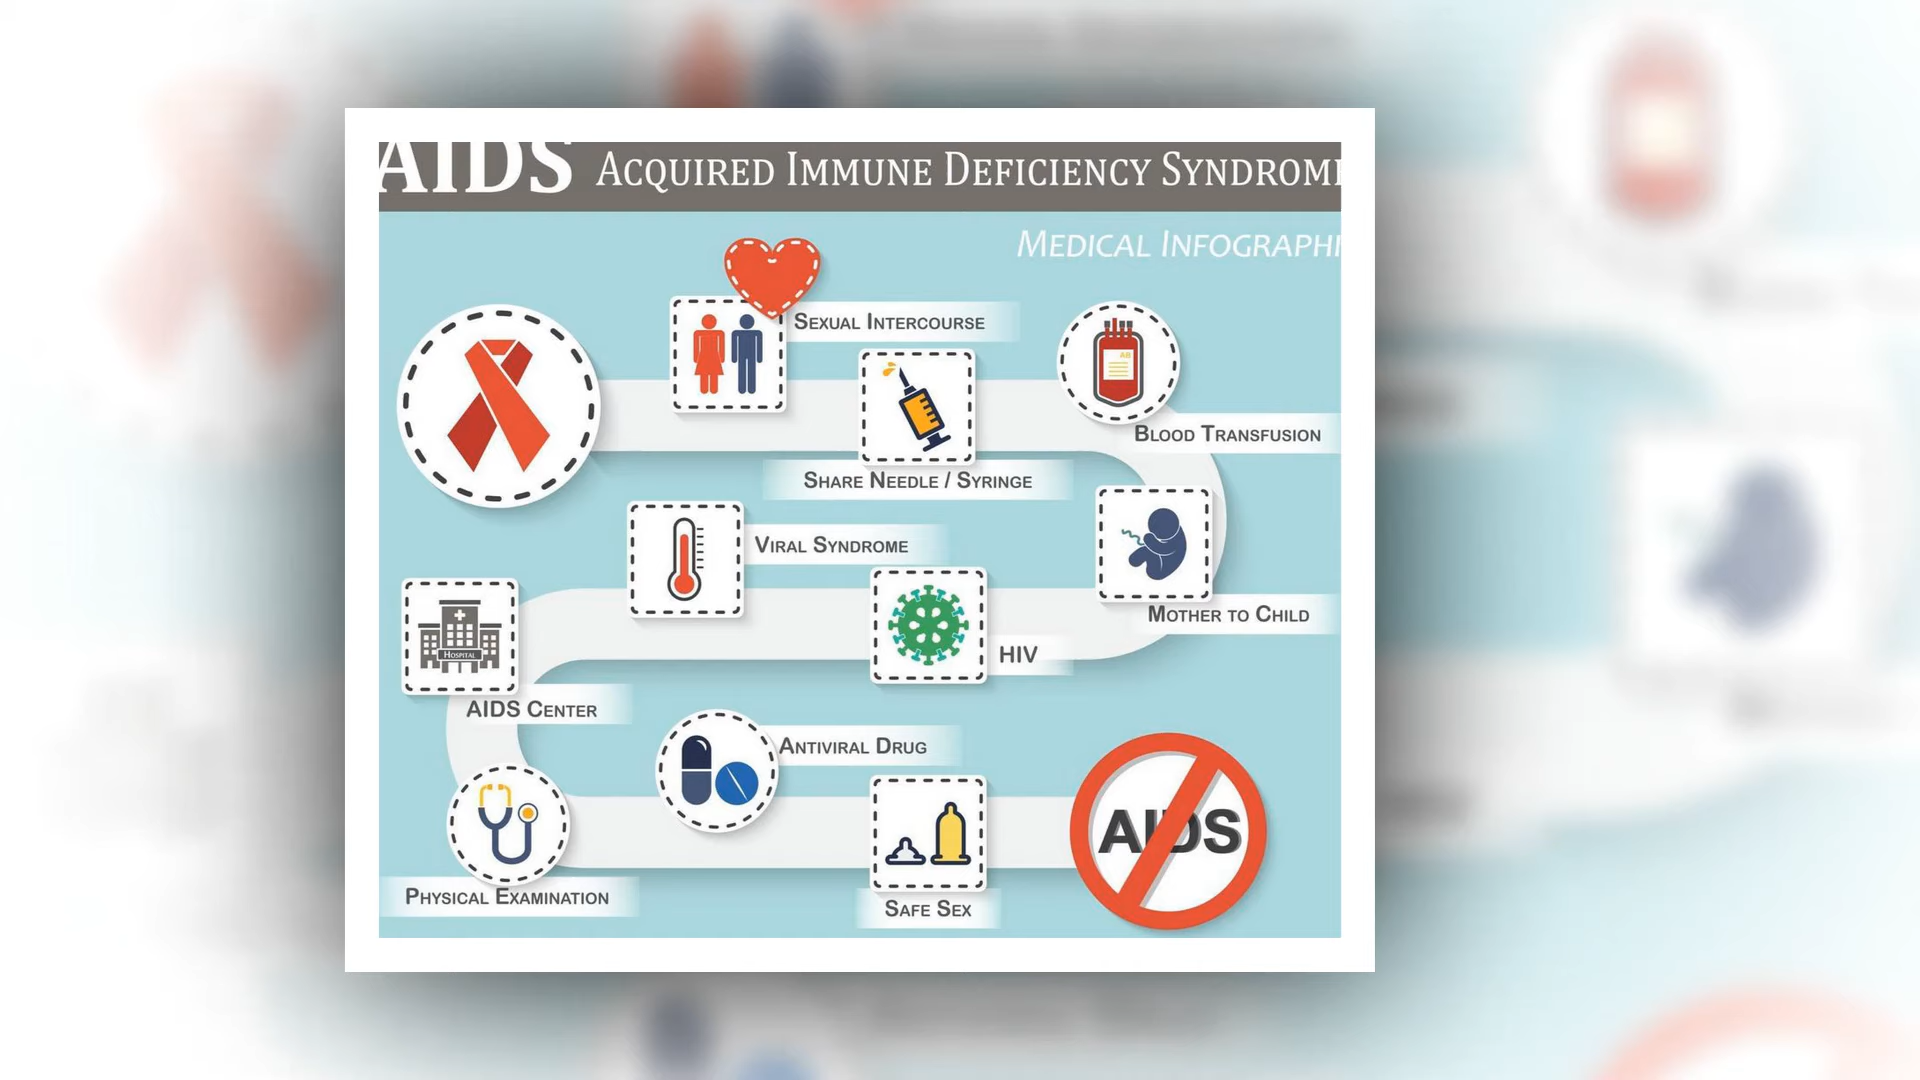 AIDS ACQUIRED IMMUNE DEFICIENCY SYNDROM
MEDICAL INFOGRAPHI
SEXUAL INTERCOURSE
AB
BLOOD TRANSFUSION
SHARE NEEDLE / SYRINGE
VIRAL SYNDROME
MOTHER TO CHILD
HIV
HOSPITAL
AIDS CENTER
ANTIVIRAL DRUG
AIDS
PHYSICAL EXAMINATION
SAFE SEX